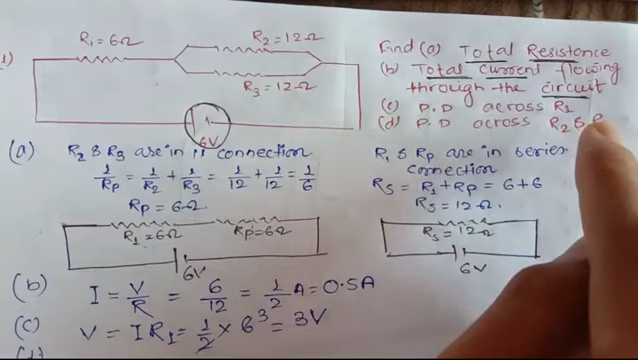 1) R₁ = 6Ω R₂ = 12Ω
R₃ = 12Ω
6V
Find (a) Total Resistance
(b) Total current flowing
through the circuit
(c) P.D across R₁
(d) P.D across R₂ &
(a) R₂ & R₃ are in || connection
1/Rp = 1/R₂ + 1/R₃ = 1/12 + 1/12 = 1/6
Rp = 6Ω
R₁ & Rp are in series
connection
Rs = R₁ + Rp = 6 + 6
Rs = 12Ω.
R₁ = 6Ω Rp = 6Ω
6V
Rs = 12Ω
6V
(b) I = V/R = 6/12 = 1/2 A = 0.5A
(c) V = I R₁ = 1/2 × 6³ = 3V
(d)